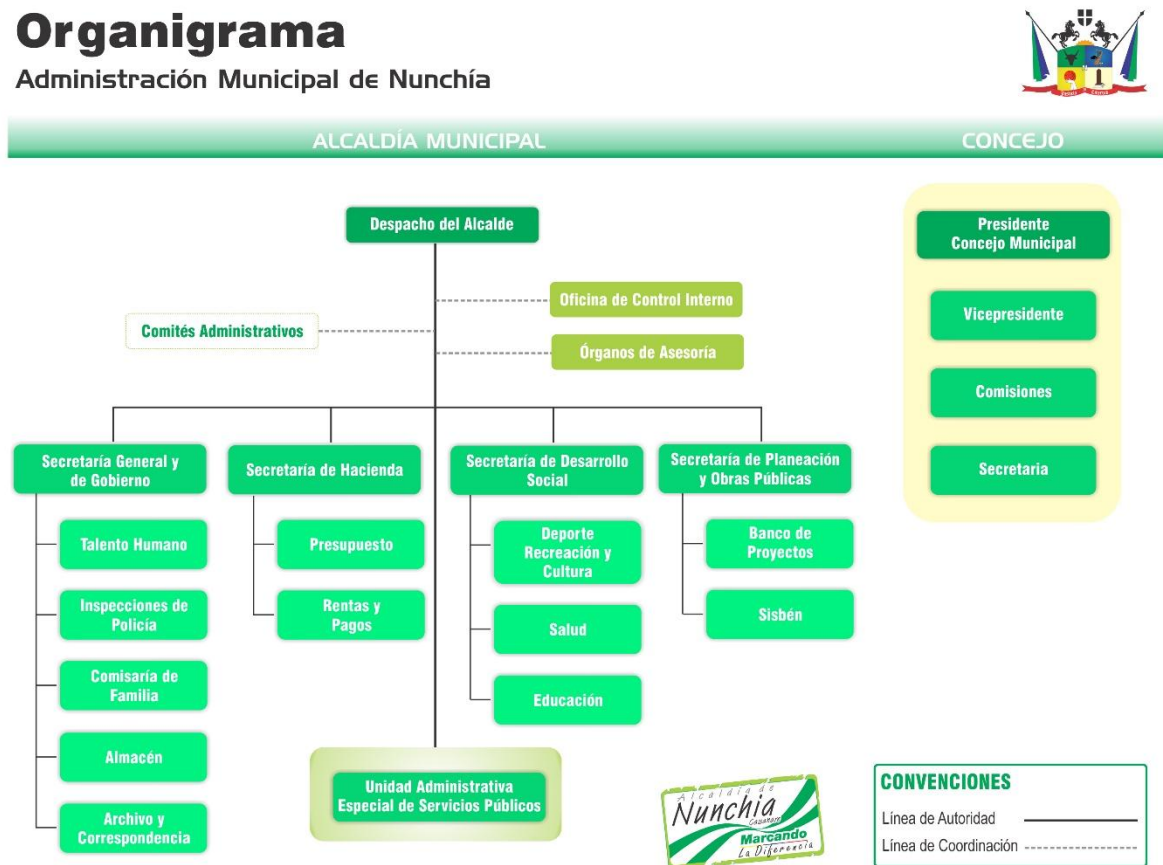 Organigrama
Administración Municipal de Nunchía
ALCALDÍA MUNICIPAL
CONCEJO
Despacho del Alcalde
Oficina de Control Interno
Comités Administrativos
Órganos de Asesoría
Secretaría General y
de Gobierno
Talento Humano
Inspecciones de
Policía
Comisaría de
Familia
Almacén
Archivo y
Correspondencia
Secretaría de Hacienda
Presupuesto
Rentas y
Pagos
Secretaría de Desarrollo
Social
Deporte
Recreación y
Cultura
Salud
Educación
Secretaría de Planeación
y Obras Públicas
Banco de
Proyectos
Sisbén
Unidad Administrativa
Especial de Servicios Públicos
Presidente
Concejo Municipal
Vicepresidente
Comisiones
Secretaria
Alcaldía de
Nunchia
Casanare
Marcando
La Diferencia
CONVENCIONES
Línea de Autoridad
Línea de Coordinación